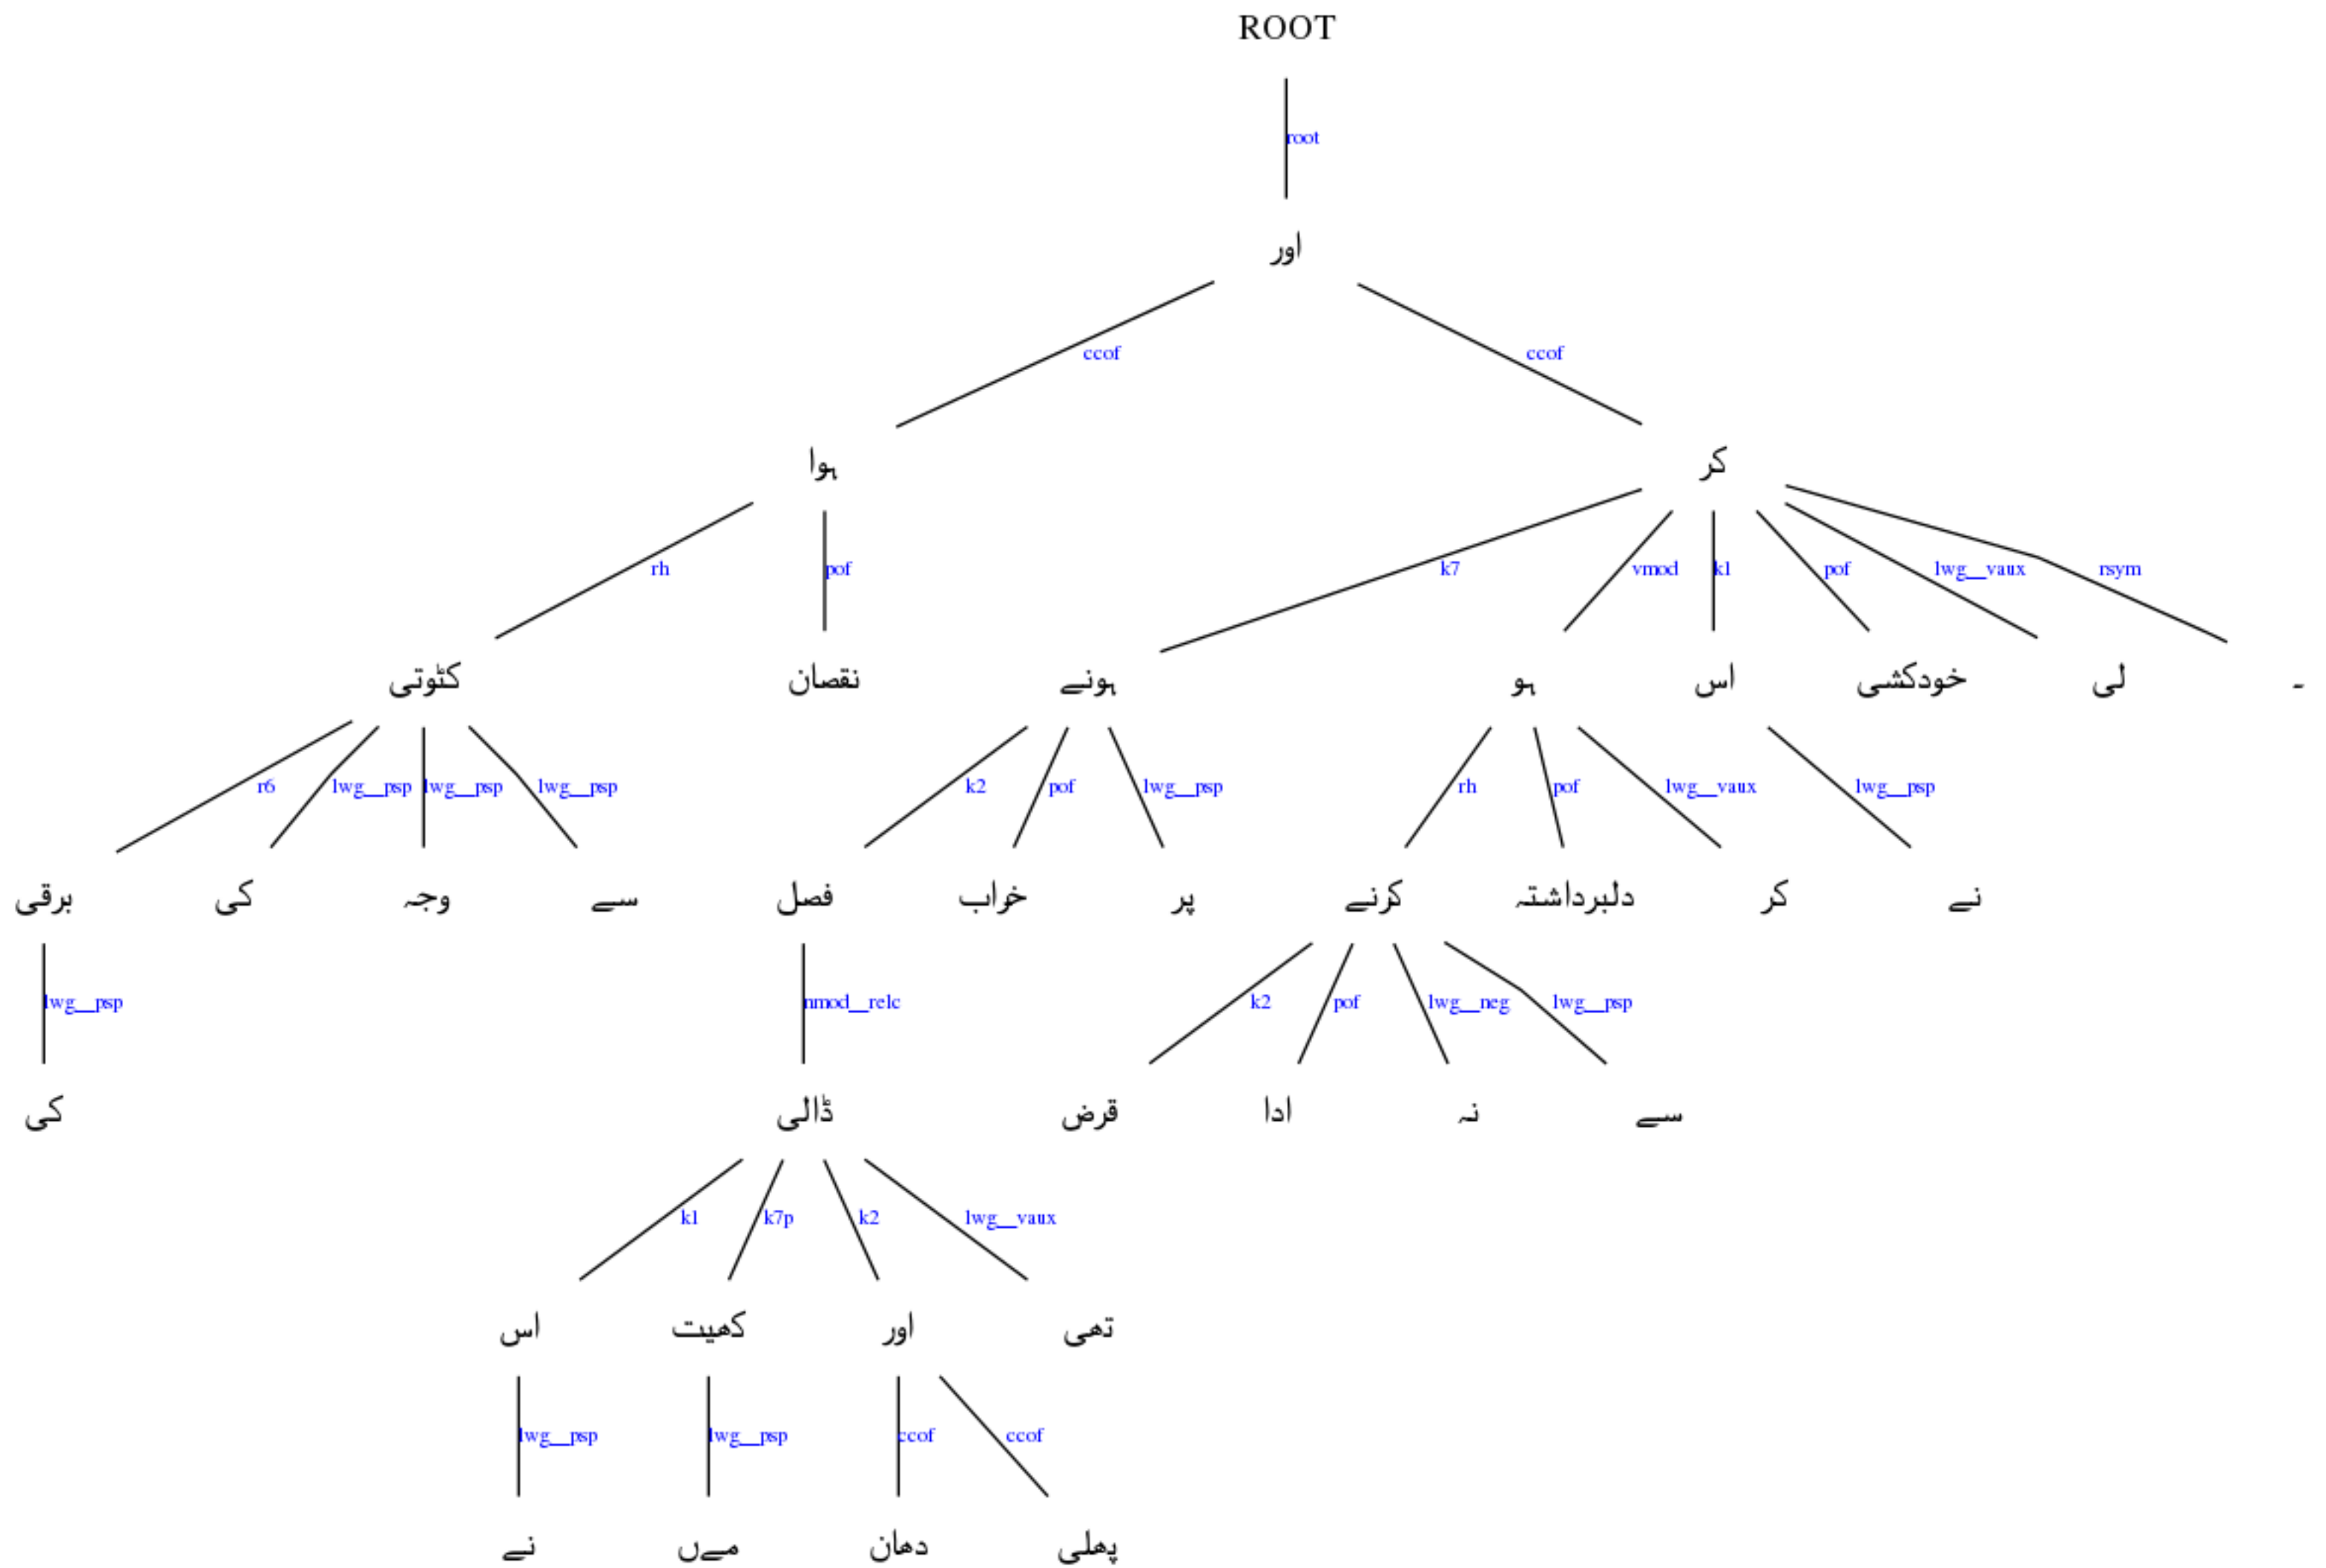 ROOT
root
اور
ccof ccof
ہوا کر
rh pof k7 vmod k1 pof lwg__vaux rsym
کٹوتی نقصان ہونے ہو اس خودکشی لی ۔
r6 lwg__psp lwg__psp lwg__psp k2 pof lwg__psp rh pof lwg__vaux lwg__psp
برقی کی وجہ سے فصل خراب پر کرنے دلبرداشتہ کر نے
lwg__psp nmod__relc k2 pof lwg__neg lwg__psp
کی ڈالی قرض ادا نہ سے
k1 k7p k2 lwg__vaux
اس کھیت اور تھی
lwg__psp lwg__psp ccof ccof
نے مےں دھان پھلی